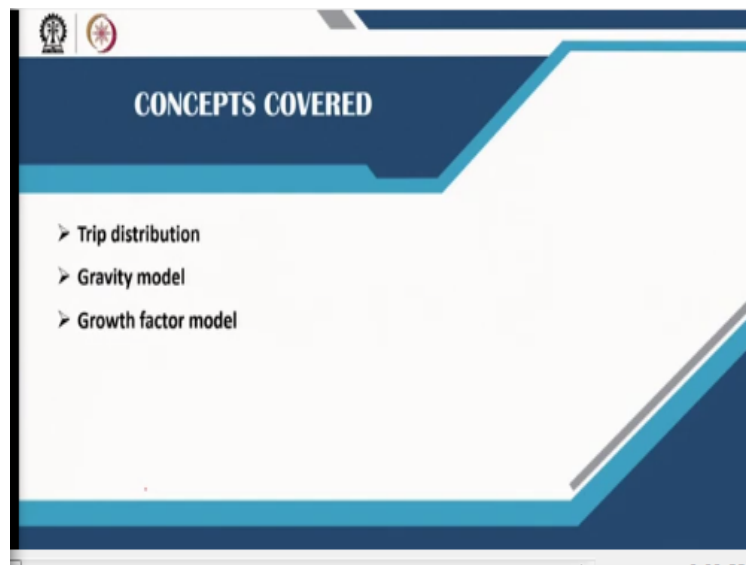 CONCEPTS COVERED
➤ Trip distribution
➤ Gravity model
➤ Growth factor model